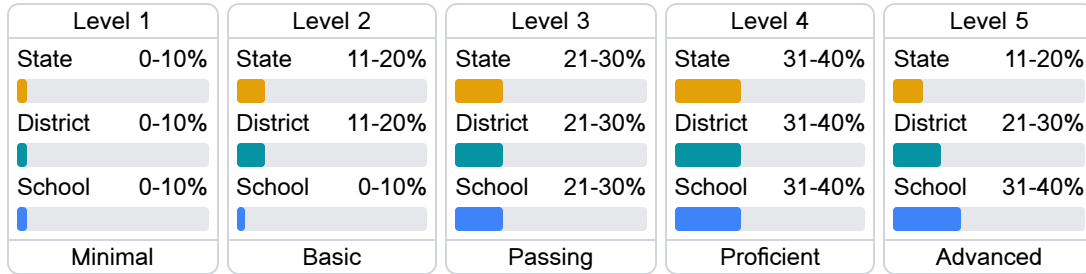 Level 1
State 0-10%
District 0-10%
School 0-10%
Minimal
Level 2
State 11-20%
District 11-20%
School 0-10%
Basic
Level 3
State 21-30%
District 21-30%
School 21-30%
Passing
Level 4
State 31-40%
District 31-40%
School 31-40%
Proficient
Level 5
State 11-20%
District 21-30%
School 31-40%
Advanced